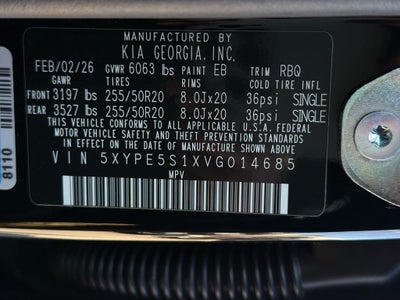 MANUFACTURED BY
KIA GEORGIA, INC.
FEB/02/26 GVWR 6063 lbs PAINT EB TRIM RBQ
GAWR RIMS COLD TIRE INFL
FRONT 3197 lbs 255/50R20 8.0Jx20 36psi SINGLE
REAR 3527 lbs 255/50R20 8.0Jx20 36psi SINGLE
THIS VEHICLE CONFORMS TO ALL APPLICABLE U.S.A. FEDERAL
MOTOR VEHICLE SAFETY, BUMPER, AND THEFT PREVENTION STANDARDS
IN EFFECT ON THE DATE OF
MANUFACTURE SHOWN ABOVE.
VIN 5XYPE5S1XVG014685
MPV
8110